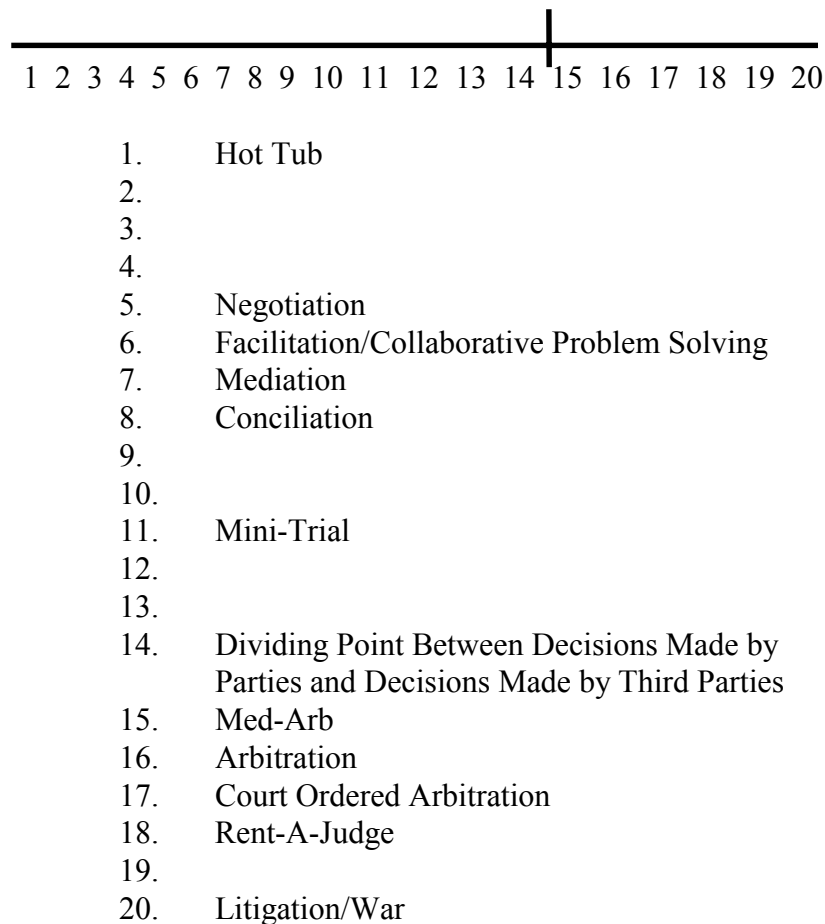 1 2 3 4 5 6 7 8 9 10 11 12 13 14 15 16 17 18 19 20
1. Hot Tub
2.
3.
4.
5. Negotiation
6. Facilitation/Collaborative Problem Solving
7. Mediation
8. Conciliation
9.
10.
11. Mini-Trial
12.
13.
14. Dividing Point Between Decisions Made by
Parties and Decisions Made by Third Parties
15. Med-Arb
16. Arbitration
17. Court Ordered Arbitration
18. Rent-A-Judge
19.
20. Litigation/War